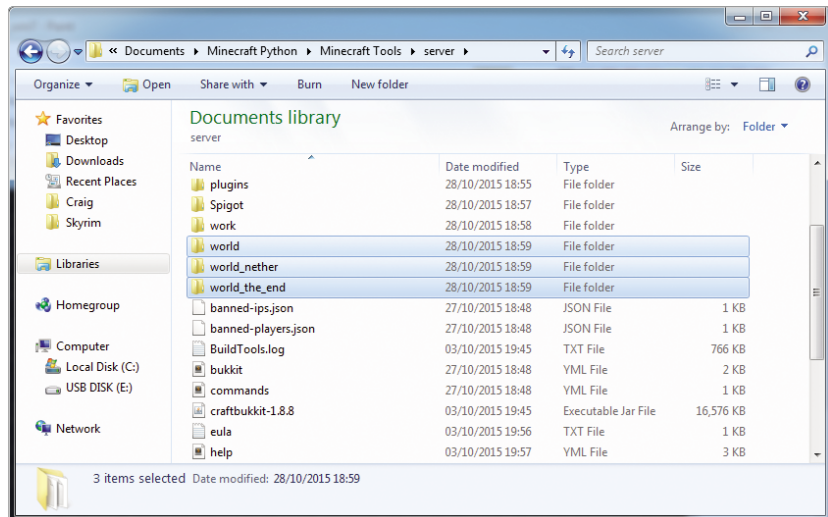 « Documents ▸ Minecraft Python ▸ Minecraft Tools ▸ server ▸
Search server
Organize Open Share with Burn New folder
Favorites
Desktop
Downloads
Recent Places
Craig
Skyrim
Libraries
Homegroup
Computer
Local Disk (C:)
USB DISK (E:)
Network
Documents library
server
Arrange by: Folder
Name Date modified Type Size
plugins 28/10/2015 18:55 File folder
Spigot 28/10/2015 18:57 File folder
work 28/10/2015 18:58 File folder
world 28/10/2015 18:59 File folder
world_nether 28/10/2015 18:59 File folder
world_the_end 28/10/2015 18:59 File folder
banned-ips.json 27/10/2015 18:48 JSON File 1 KB
banned-players.json 27/10/2015 18:48 JSON File 1 KB
BuildTools.log 03/10/2015 19:45 TXT File 766 KB
bukkit 27/10/2015 18:48 YML File 2 KB
commands 27/10/2015 18:48 YML File 1 KB
craftbukkit-1.8.8 03/10/2015 19:45 Executable Jar File 16,576 KB
eula 03/10/2015 19:56 TXT File 1 KB
help 03/10/2015 19:57 YML File 3 KB
3 items selected Date modified: 28/10/2015 18:59